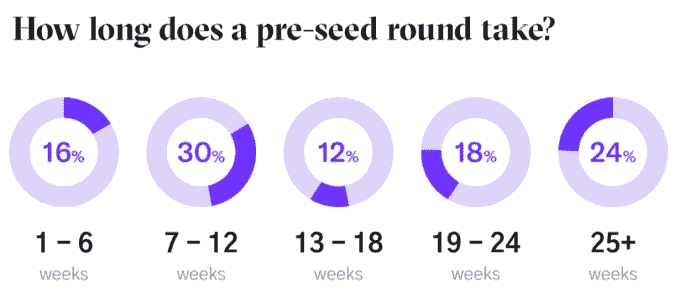 How long does a pre-seed round take?
16% 30% 12% 18% 24%
1 – 6 7 – 12 13 – 18 19 – 24 25+
weeks weeks weeks weeks weeks